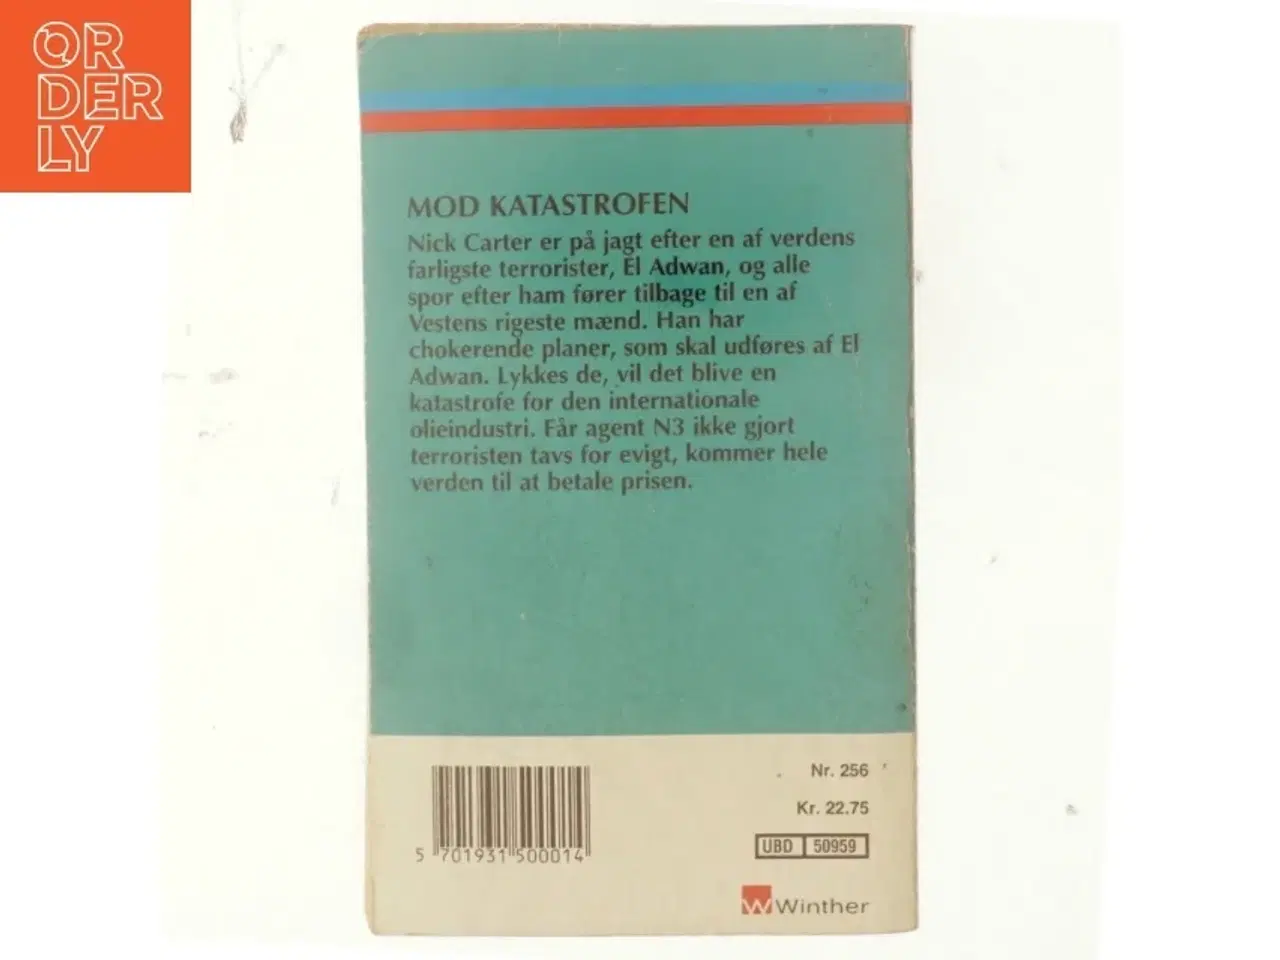 ORDERLY
MOD KATASTROFEN
Nick Carter er på jagt efter en af verdens
farligste terrorister, El Adwan, og alle
spor efter ham fører tilbage til en af
Vestens rigeste mænd. Han har
chokerende planer, som skal udføres af El
Adwan. Lykkes de, vil det blive en
katastrofe for den internationale
olieindustri. Får agent N3 ikke gjort
terroristen tavs for evigt, kommer hele
verden til at betale prisen.
Nr. 256
Kr. 22.75
UBD 50959
5 701931 500014
Winther